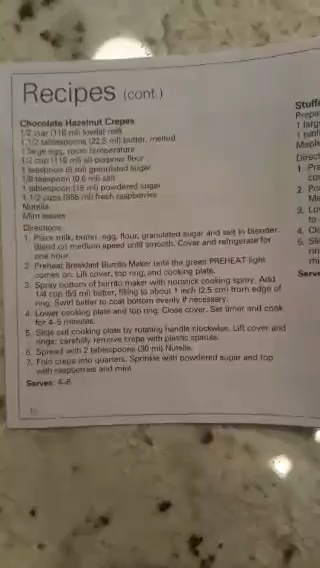 Recipes (cont.)
Chocolate Hazelnut Crepes
1/2 cup (118 ml) lowfat milk
1 1/2 tablespoons (22.5 ml) butter, melted
1 large egg, room temperature
1/2 cup (118 ml) all-purpose flour
1 teaspoon (5 ml) granulated sugar
1/8 teaspoon (0.6 ml) salt
1 tablespoon (15 ml) powdered sugar
1 1/2 cups (355 ml) fresh raspberries
Nutella
Mint leaves
Directions
1. Place milk, butter, egg, flour, granulated sugar and salt in blender.
Blend on medium speed until smooth. Cover and refrigerate for
one hour.
2. Preheat Breakfast Burrito Maker until the green PREHEAT light
comes on. Lift cover, top ring, and cooking plate.
3. Spray bottom of burrito maker with nonstick cooking spray. Add
1/4 cup (59 ml) batter, filling to about 1 inch (2.5 cm) from edge of
ring. Swirl batter to coat bottom evenly if necessary.
4. Lower cooking plate and top ring. Close cover. Set timer and cook
for 4-5 minutes.
5. Slide out cooking plate by rotating handle clockwise. Lift cover and
rings; carefully remove crepe with plastic spatula.
6. Spread with 2 tablespoons (30 ml) Nutella.
7. Fold crepe into quarters. Sprinkle with powdered sugar and top
with raspberries and mint.
Serves: 4-6
Stuff
Prepa
1 larg
1 tabl
Maple
Direct
1. Pre
co
2.
Ma
3. Lo
to
4. Cl
5. Sli
rin
mi
Serve